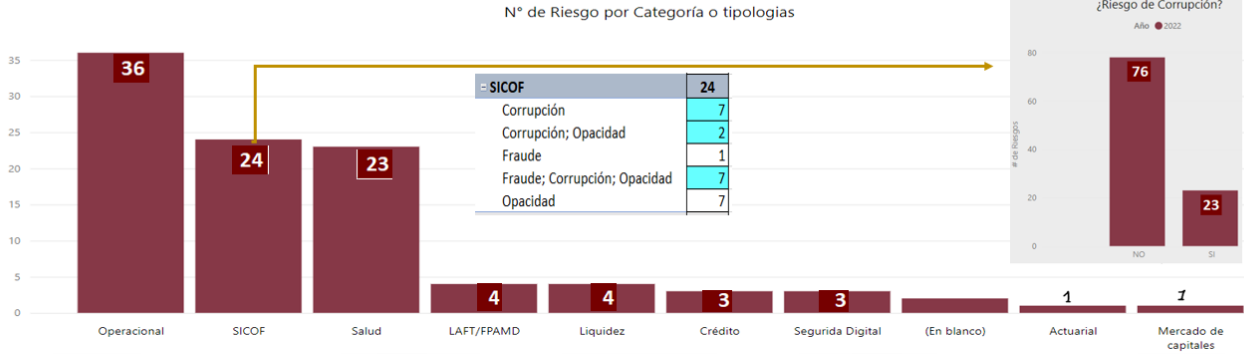 N° de Riesgo por Categoría o tipologias
35
30
25
20
15
10
5
0
36
24
23
4
4
3
3
1
1
Operacional
SICOF
Salud
LAFT/FPAMD
Liquidez
Crédito
Segurida Digital
(En blanco)
Actuarial
Mercado de
capitales
SICOF 24
Corrupción 7
Corrupción; Opacidad 2
Fraude 1
Fraude; Corrupción; Opacidad 7
Opacidad 7
¿Riesgo de Corrupción?
Año 2022
# de Riesgos
80
60
40
20
0
76
23
NO
SI